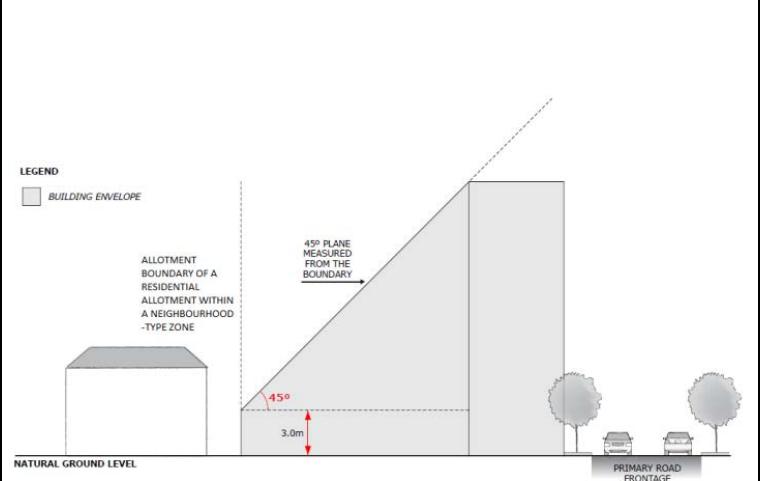 LEGEND
BUILDING ENVELOPE
45º PLANE
MEASURED
FROM THE
BOUNDARY
ALLOTMENT
BOUNDARY OF A
RESIDENTIAL
ALLOTMENT WITHIN
A NEIGHBOURHOOD
-TYPE ZONE
45º
3.0m
NATURAL GROUND LEVEL
PRIMARY ROAD
FRONTAGE